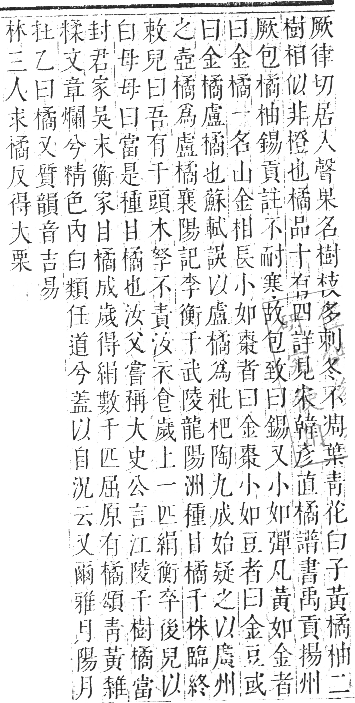 厥律切居入聲果名樹枝多刺冬不凋葉青花白子黃橘柚二
樹相似非橙也橘品十有四詳見宋韓彥直橘譜書禹貢揚州
厥包橘柚錫貢註不耐寒故包致曰錫又小如彈凡黃如金者
曰金橘一名山金柑長小如棗者曰金棗小如豆者曰金豆或
曰金橘盧橘也蘇軾誤以盧橘為枇杷陶九成始疑之以廣州
之壺橘為盧橘襄陽記李衡于武陵龍陽洲種甘橘千株臨終
敕兒曰吾有千頭木孥不責汝衣食歲上一匹絹衡卒後兒以
白母母曰當是種甘橘也汝父嘗稱大史公言江陵千樹橘當
封君家吳末衡家甘橘成歲得絹數千匹屈原有橘頌青黃雜
糅文章爛兮精色內白類任道兮蓋以自況云又爾雅月陽月
在乙曰橘又質韻音吉易
林三人求橘反得大栗